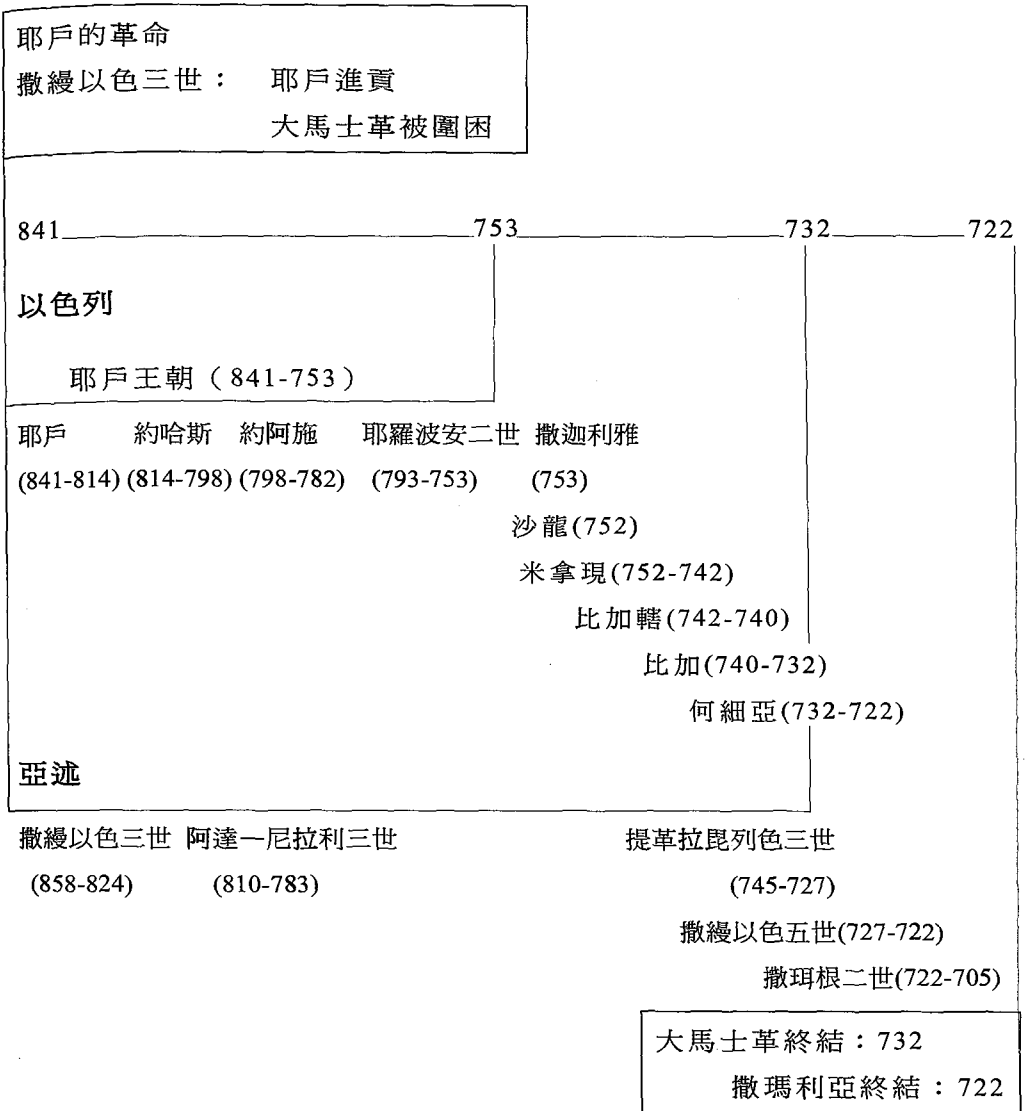 耶戶的革命
撒縵以色三世： 耶戶進貢
大馬士革被圍困
841 753 732 722
以色列
耶戶王朝（841-753）
耶戶 約哈斯 約阿施 耶羅波安二世 撒迦利雅
(841-814) (814-798) (798-782) (793-753) (753)
沙龍(752)
米拿現(752-742)
比加轄(742-740)
比加(740-732)
何細亞(732-722)
亞述
撒縵以色三世 阿達—尼拉利三世 提革拉毘列色三世
(858-824) (810-783) (745-727)
撒縵以色五世(727-722)
撒珥根二世(722-705)
大馬士革終結：732
撒瑪利亞終結：722